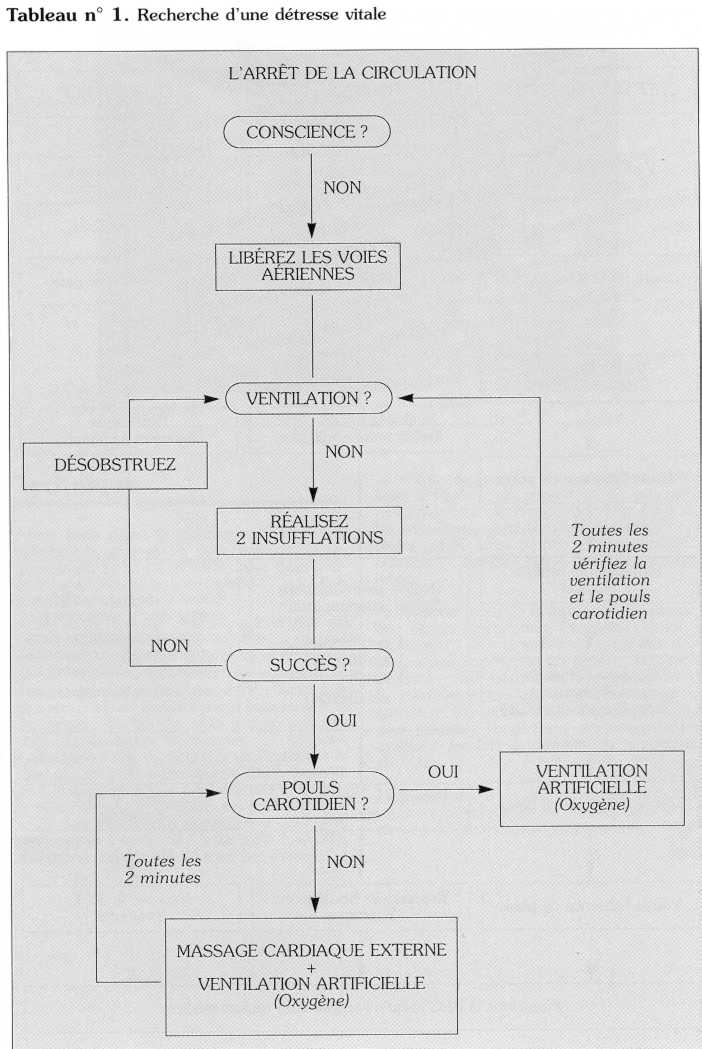 Tableau n° 1. Recherche d'une détresse vitale
L'ARRÊT DE LA CIRCULATION
CONSCIENCE ?
NON
LIBÉREZ LES VOIES
AÉRIENNES
VENTILATION ?
DÉSOBSTRUEZ
NON
RÉALISEZ
2 INSUFFLATIONS
Toutes les
2 minutes
vérifiez la
ventilation
et le pouls
carotidien
NON
SUCCÈS ?
OUI
POULS
CAROTIDIEN ?
OUI
VENTILATION
ARTIFICIELLE
(Oxygène)
Toutes les
2 minutes
NON
MASSAGE CARDIAQUE EXTERNE
+
VENTILATION ARTIFICIELLE
(Oxygène)